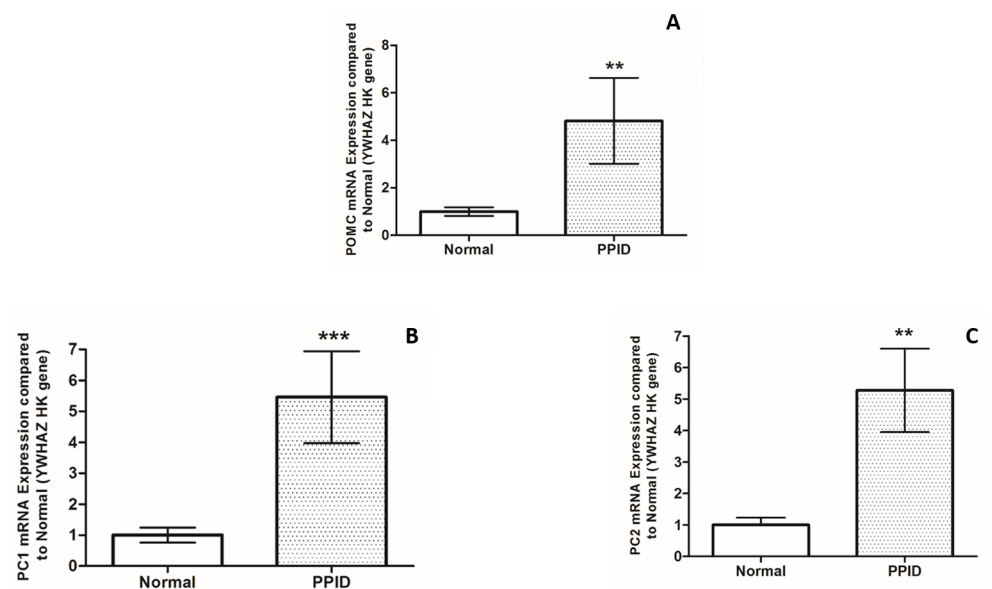 A
POMC mRNA Expression compared
to Normal (YWHAZ HK gene)
8
6
4
2
0
**
Normal PPID
B
PC1 mRNA Expression compared
to Normal (YWHAZ HK gene)
7
6
5
4
3
2
1
0
***
Normal PPID
C
PC2 mRNA Expression compared
to Normal (YWHAZ HK gene)
7
6
5
4
3
2
1
0
**
Normal PPID